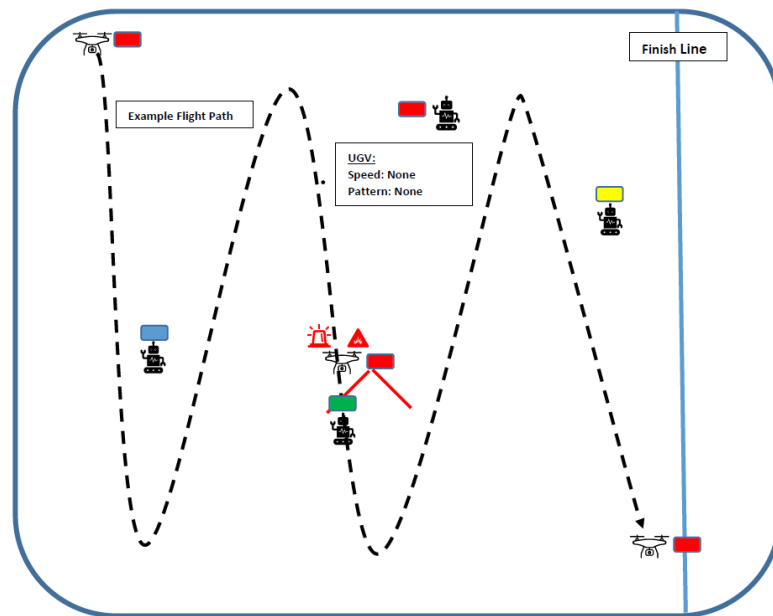 Finish Line
Example Flight Path
UGV:
Speed: None
Pattern: None